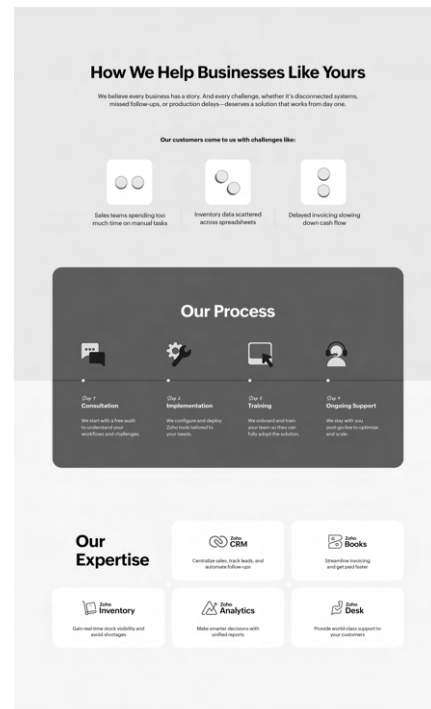 How We Help Businesses Like Yours
We believe every business has a story. And every challenge, whether it's disconnected systems,
missed follow-ups, or production delays—deserves a solution that works from day one.
Our customers come to us with challenges like:
Sales teams spending too
much time on manual tasks
Inventory data scattered
across spreadsheets
Delayed invoicing slowing
down cash flow
Our Process
Step 1
Consultation
We start with a free audit
to understand your
workflows and challenges.
Step 2
Implementation
We configure and deploy
Zoho tools tailored to
your needs.
Step 3
Training
We onboard and train
your team so they can
fully adopt the solution.
Step 4
Ongoing Support
We stay with you
post-go-live to optimize
and scale.
Our
Expertise
Zoho
CRM
Centralize sales, track leads, and
automate follow-ups
Zoho
Books
Streamline invoicing
and get paid faster
Zoho
Inventory
Gain real-time stock visibility and
avoid shortages
Zoho
Analytics
Make smarter decisions with
unified reports
Zoho
Desk
Provide world-class support to
your customers